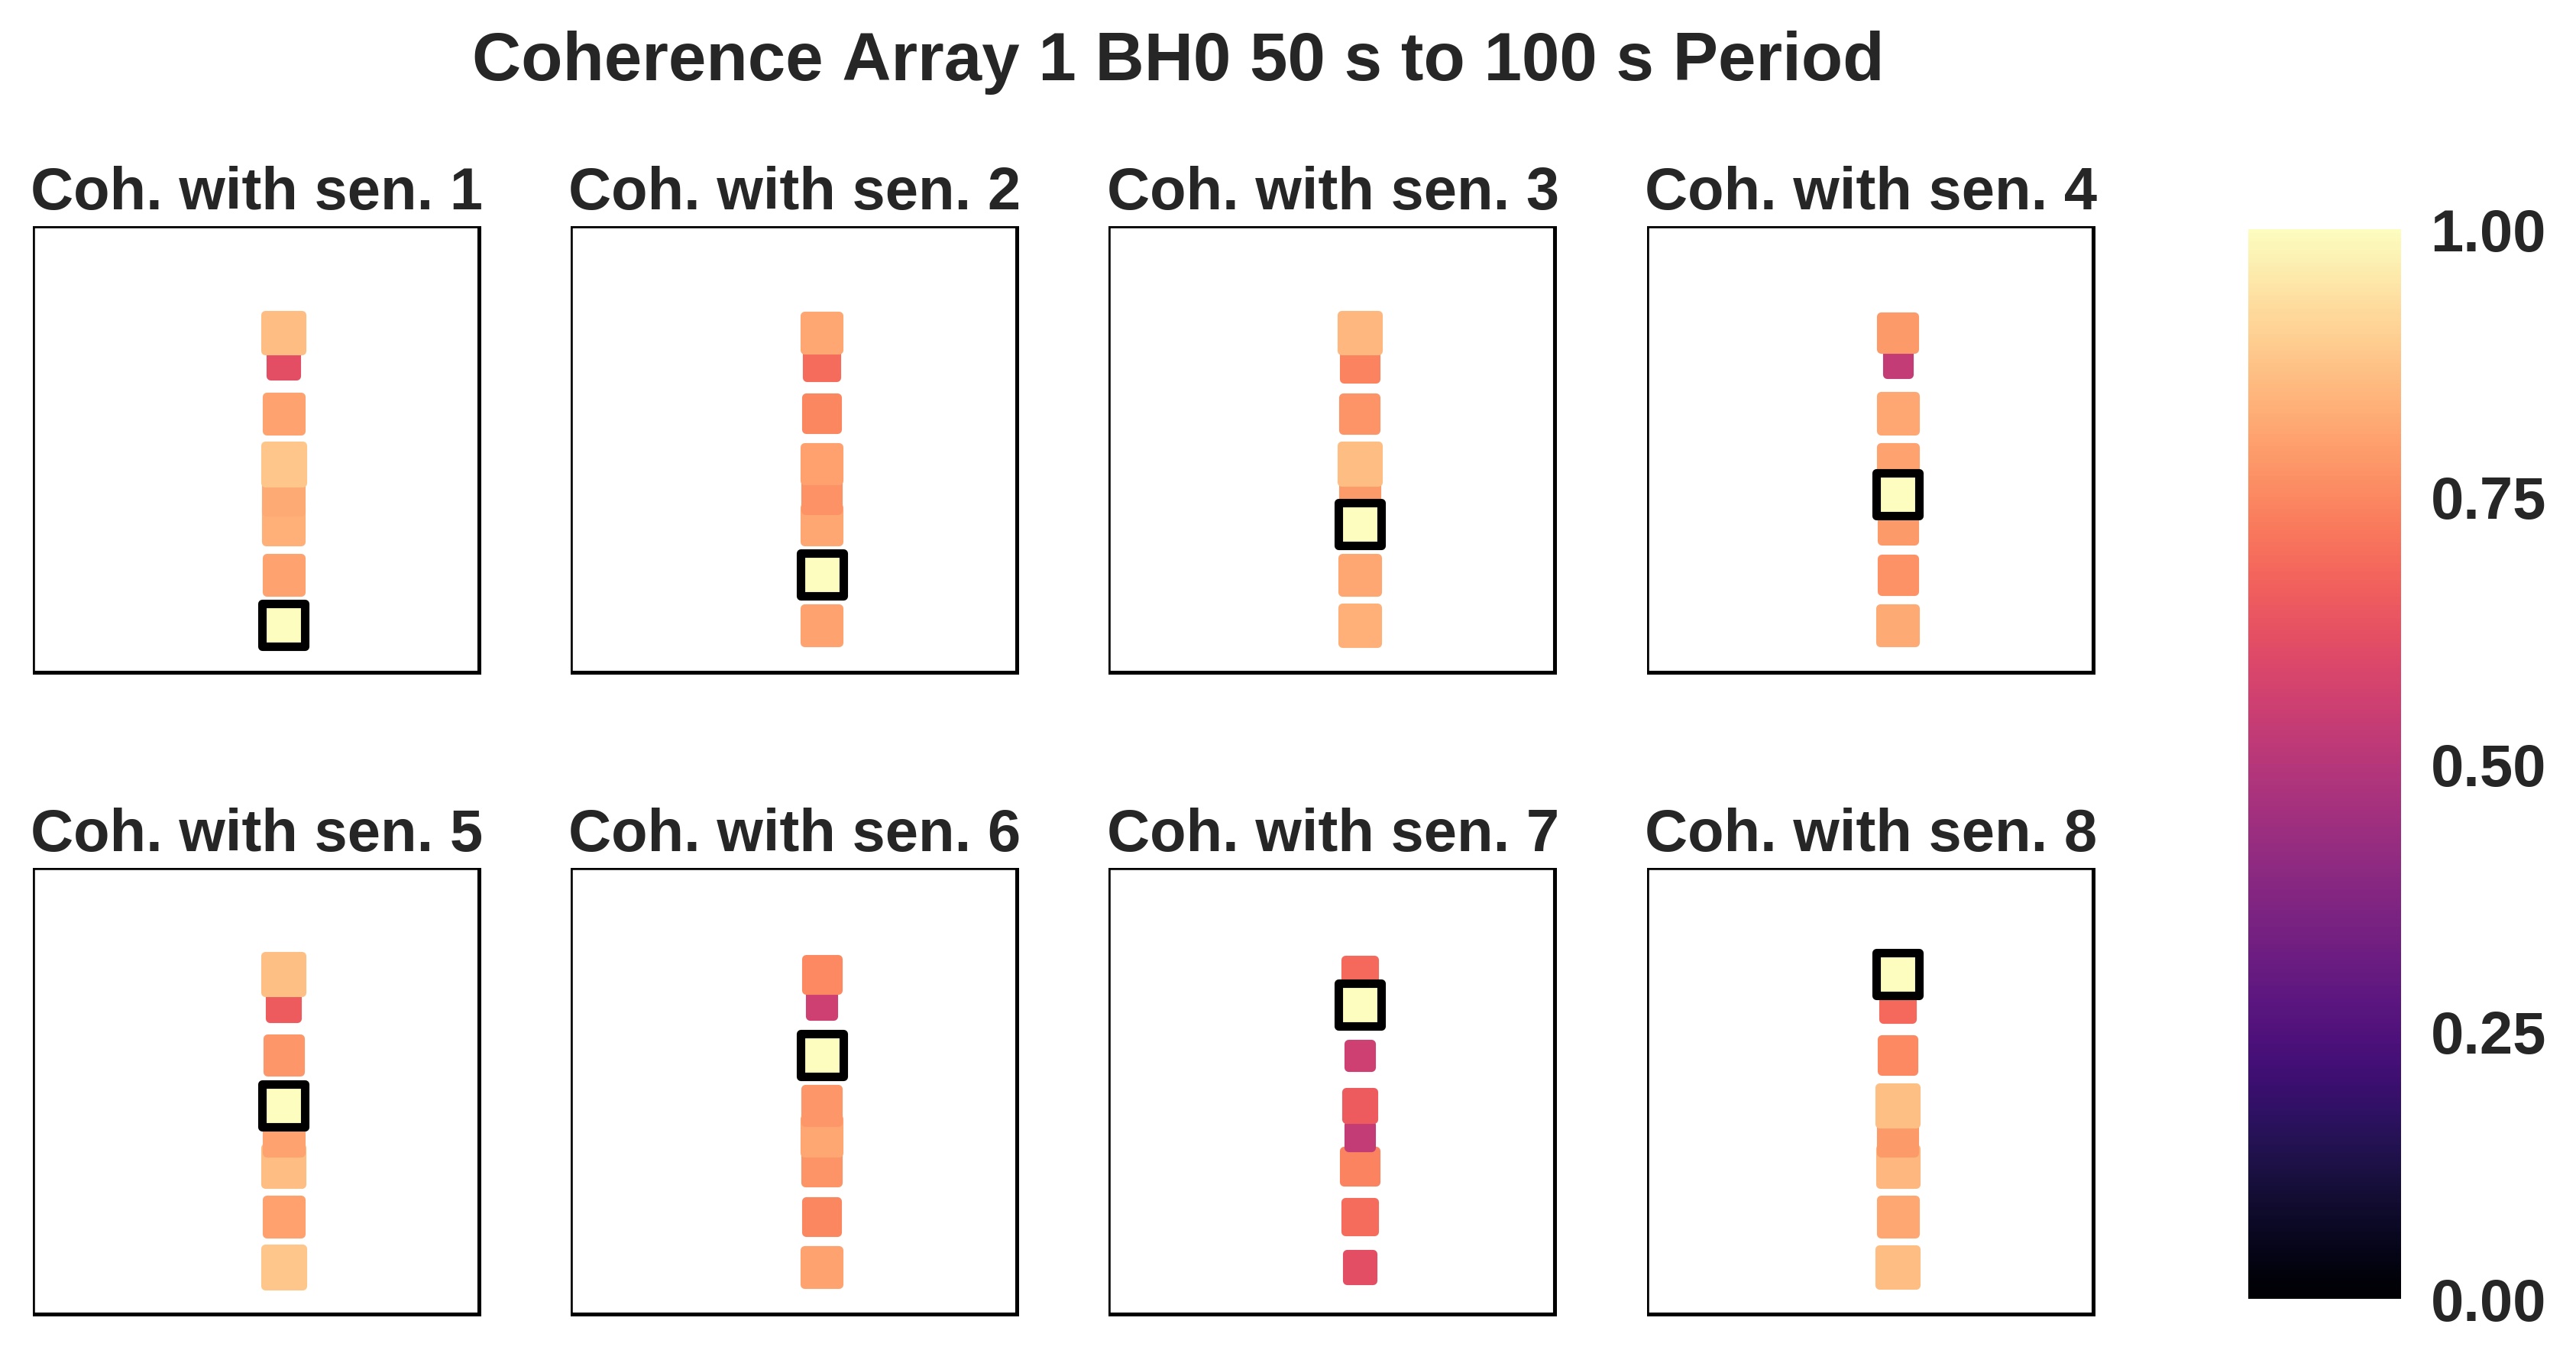 Coherence Array 1 BH0 50 s to 100 s Period
Coh. with sen. 1
Coh. with sen. 2
Coh. with sen. 3
Coh. with sen. 4
1.00
0.75
0.50
0.25
0.00
Coh. with sen. 5
Coh. with sen. 6
Coh. with sen. 7
Coh. with sen. 8